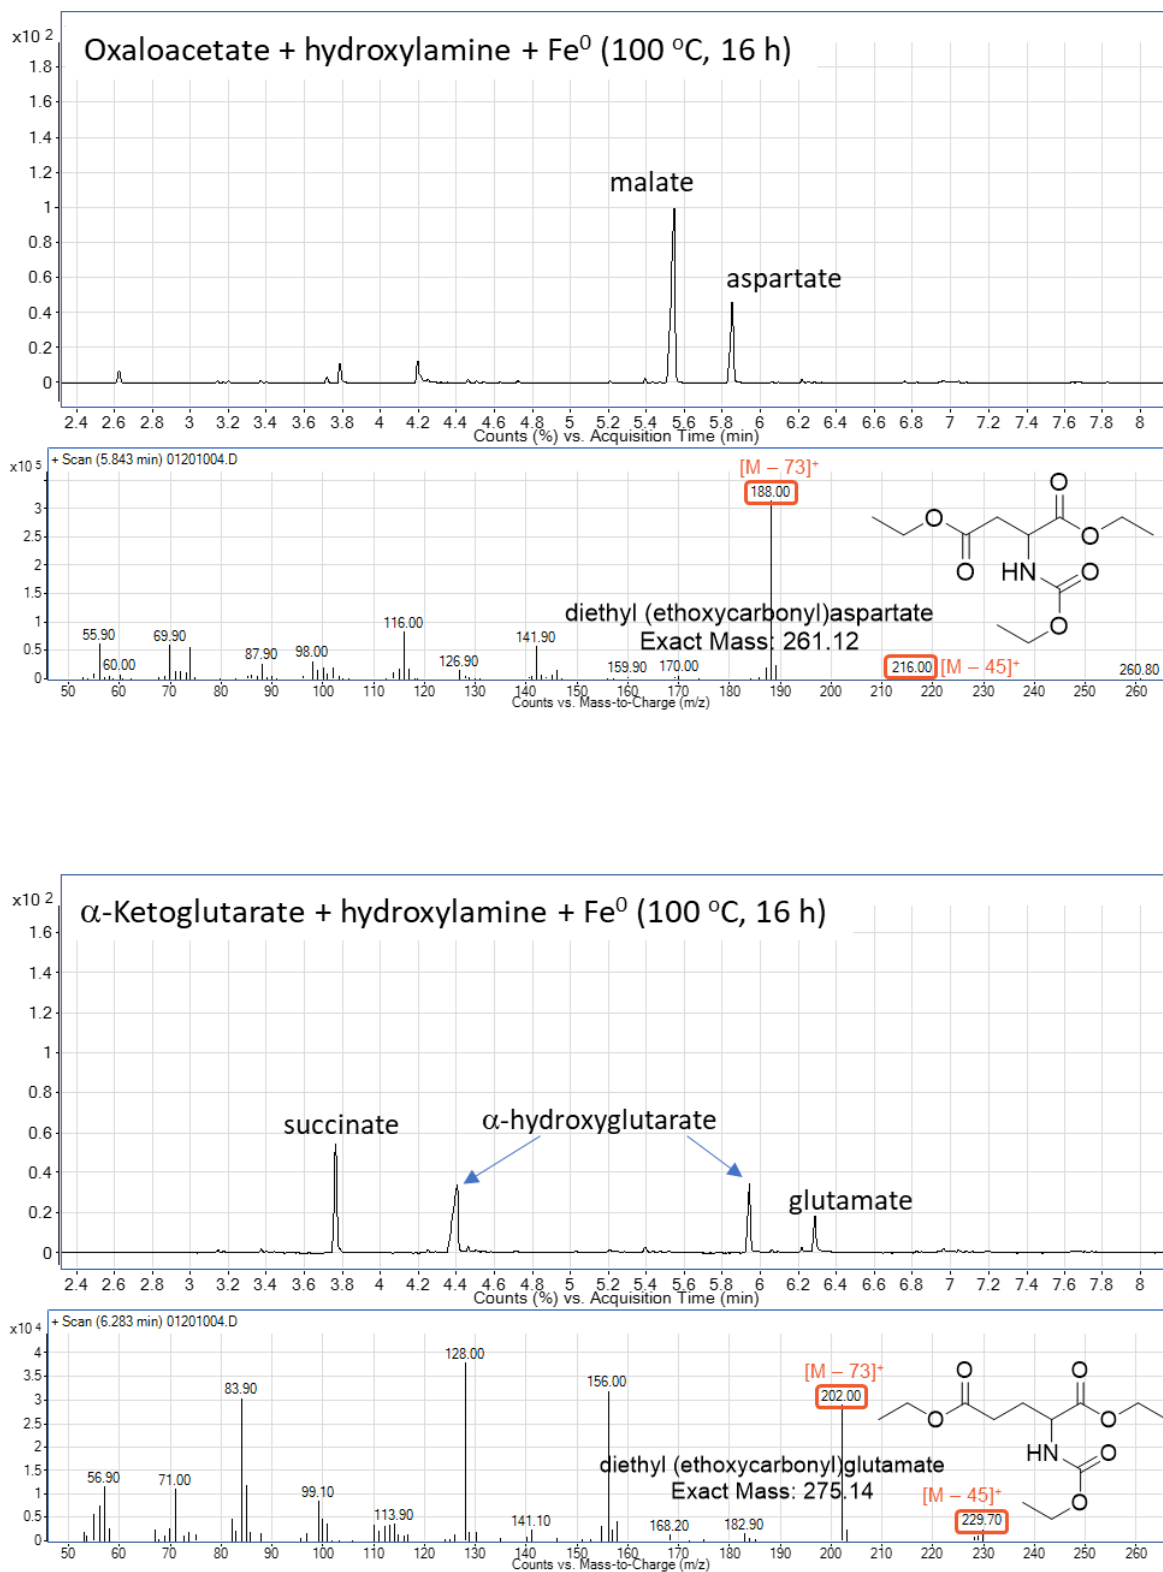 x10 2
Oxaloacetate + hydroxylamine + Fe0 (100 oC, 16 h)
1.8
1.6
1.4
1.2
malate
1
0.8
aspartate
0.6
0.4
0.2
0
2.4 2.6 2.8 3 3.2 3.4 3.6 3.8 4 4.2 4.4 4.6 4.8 5 5.2 5.4 5.6 5.8 6 6.2 6.4 6.6 6.8 7 7.2 7.4 7.6 7.8 8
Counts (%) vs. Acquisition Time (min)
x10 5
+ Scan (5.843 min) 01201004.D
[M – 73]+
188.00
3
2.5
2
1.5
1
0.5
0
O O
O O
O HN O
O
diethyl (ethoxycarbonyl)aspartate
Exact Mass: 261.12
55.90 60.00 69.90 87.90 98.00 116.00 126.90 141.90 159.90 170.00 216.00 [M – 45]+ 260.80
50 60 70 80 90 100 110 120 130 140 150 160 170 180 190 200 210 220 230 240 250 260
Counts vs. Mass-to-Charge (m/z)
x10 2
α-Ketoglutarate + hydroxylamine + Fe0 (100 oC, 16 h)
1.6
1.4
1.2
1
0.8
0.6
succinate
α-hydroxyglutarate
0.4
glutamate
0.2
0
2.4 2.6 2.8 3 3.2 3.4 3.6 3.8 4.4 4.4 4.6 4.8 5 5.2 5.4 5.6 5.8 6 6.2 6.4 6.6 6.8 7 7.2 7.4 7.6 7.8 8
Counts (%) vs. Acquisition Time (min)
x10 4
+ Scan (6.283 min) 01201004.D
4
3.5
3
2.5
2
1.5
1
0.5
0
128.00
83.90
156.00
[M – 73]+
202.00
O O
O O
HN O
O
diethyl (ethoxycarbonyl)glutamate
Exact Mass: 275.14
56.90 71.00 99.10 113.90 141.10 168.20 182.90
[M – 45]+
229.70
50 60 70 80 90 100 110 120 130 140 150 160 170 180 190 200 210 220 230 240 250 260
Counts vs. Mass-to-Charge (m/z)